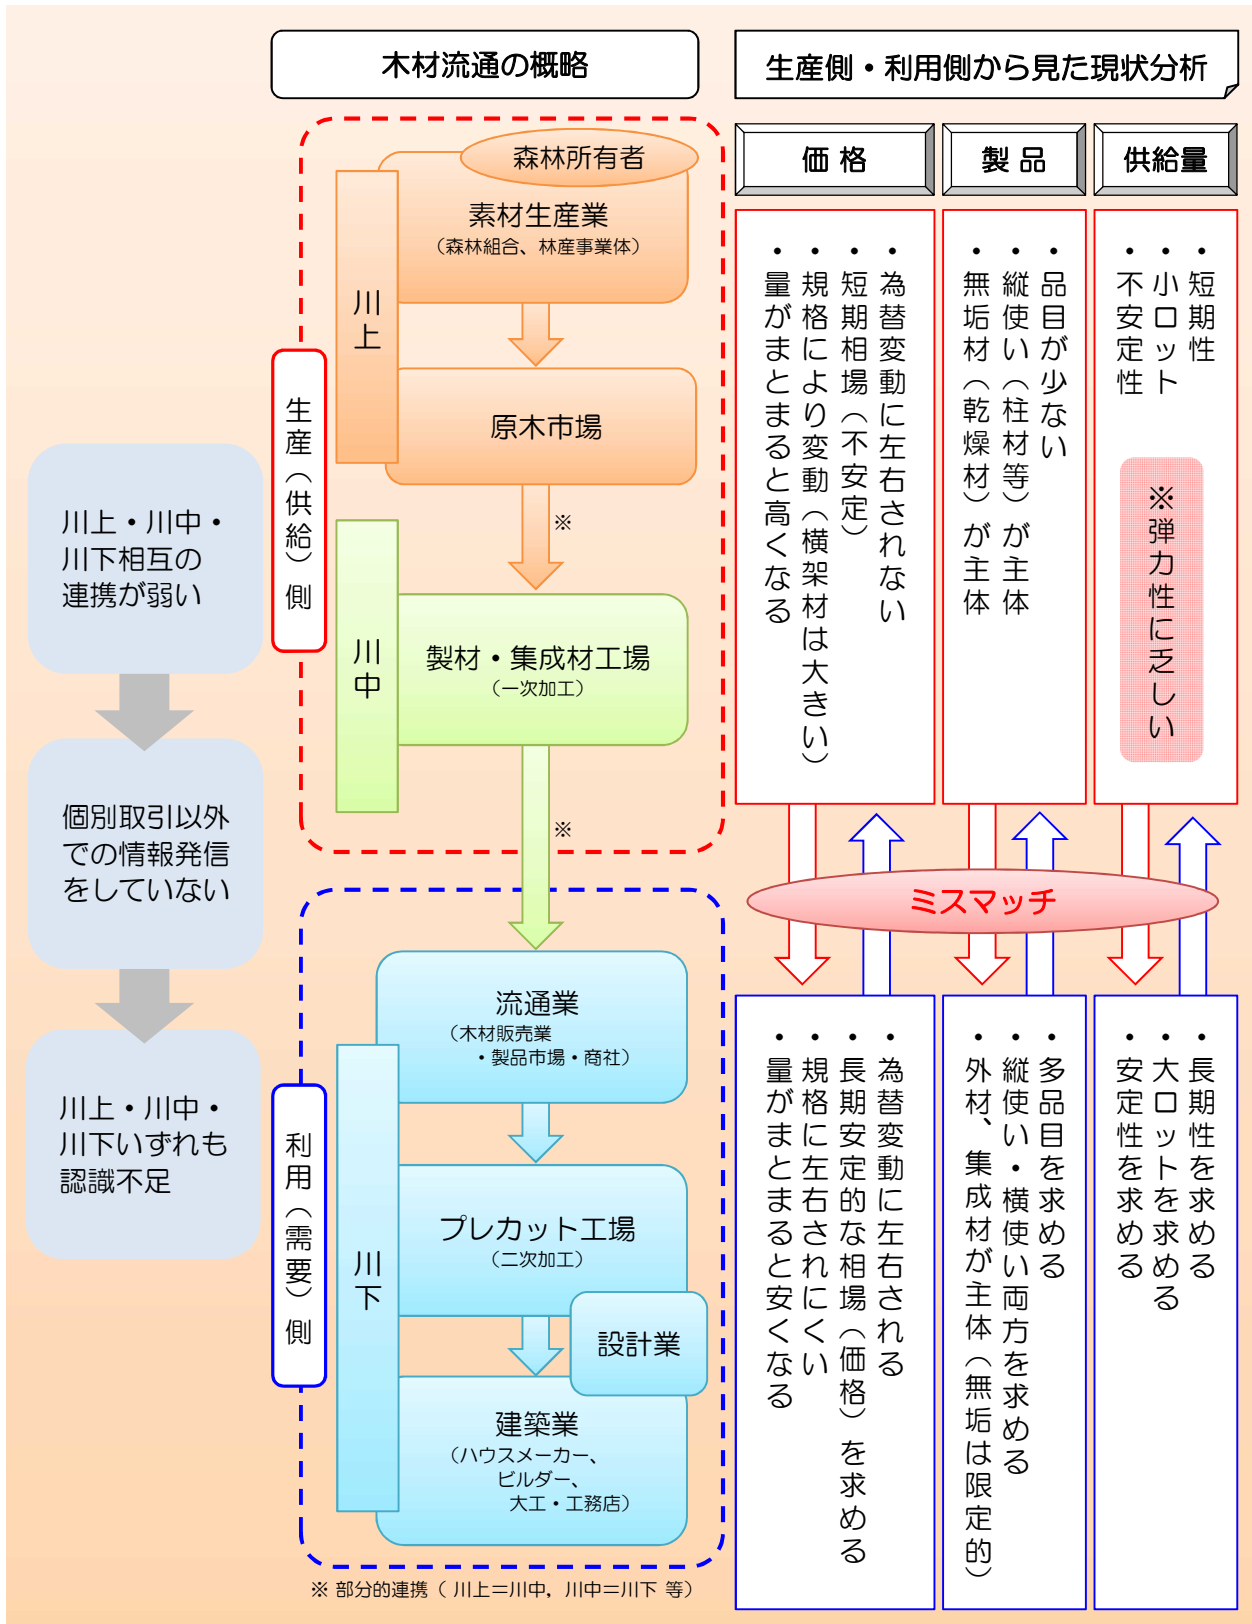 木材流通の概略
生産側・利用側から見た現状分析
川上・川中・
川下相互の
連携が弱い
個別取引以外
での情報発信
をしていない
川上・川中・
川下いずれも
認識不足
生産（供給）側
川上
森林所有者
素材生産業
（森林組合、林産事業体）
原木市場
※
川中
製材・集成材工場
（一次加工）
※
利用（需要）側
川下
流通業
（木材販売業
・製品市場・商社）
プレカット工場
（二次加工）
設計業
建築業
（ハウスメーカー、
ビルダー、
大工・工務店）
※ 部分的連携（ 川上＝川中，川中＝川下 等）
価 格
製 品
供給量
・為替変動に左右されない
・短期相場（不安定）
・規格により変動（横架材は大きい）
・量がまとまると高くなる
・品目が少ない
・縦使い（柱材等）が主体
・無垢材（乾燥材）が主体
・短期性
・小ロット
・不安定性
※弾力性に乏しい
ミスマッチ
・為替変動に左右される
・長期安定的な相場（価格）を求める
・規格に左右されにくい
・量がまとまると安くなる
・多品目を求める
・縦使い・横使い両方を求める
・外材、集成材が主体（無垢は限定的）
・長期性を求める
・大ロットを求める
・安定性を求める